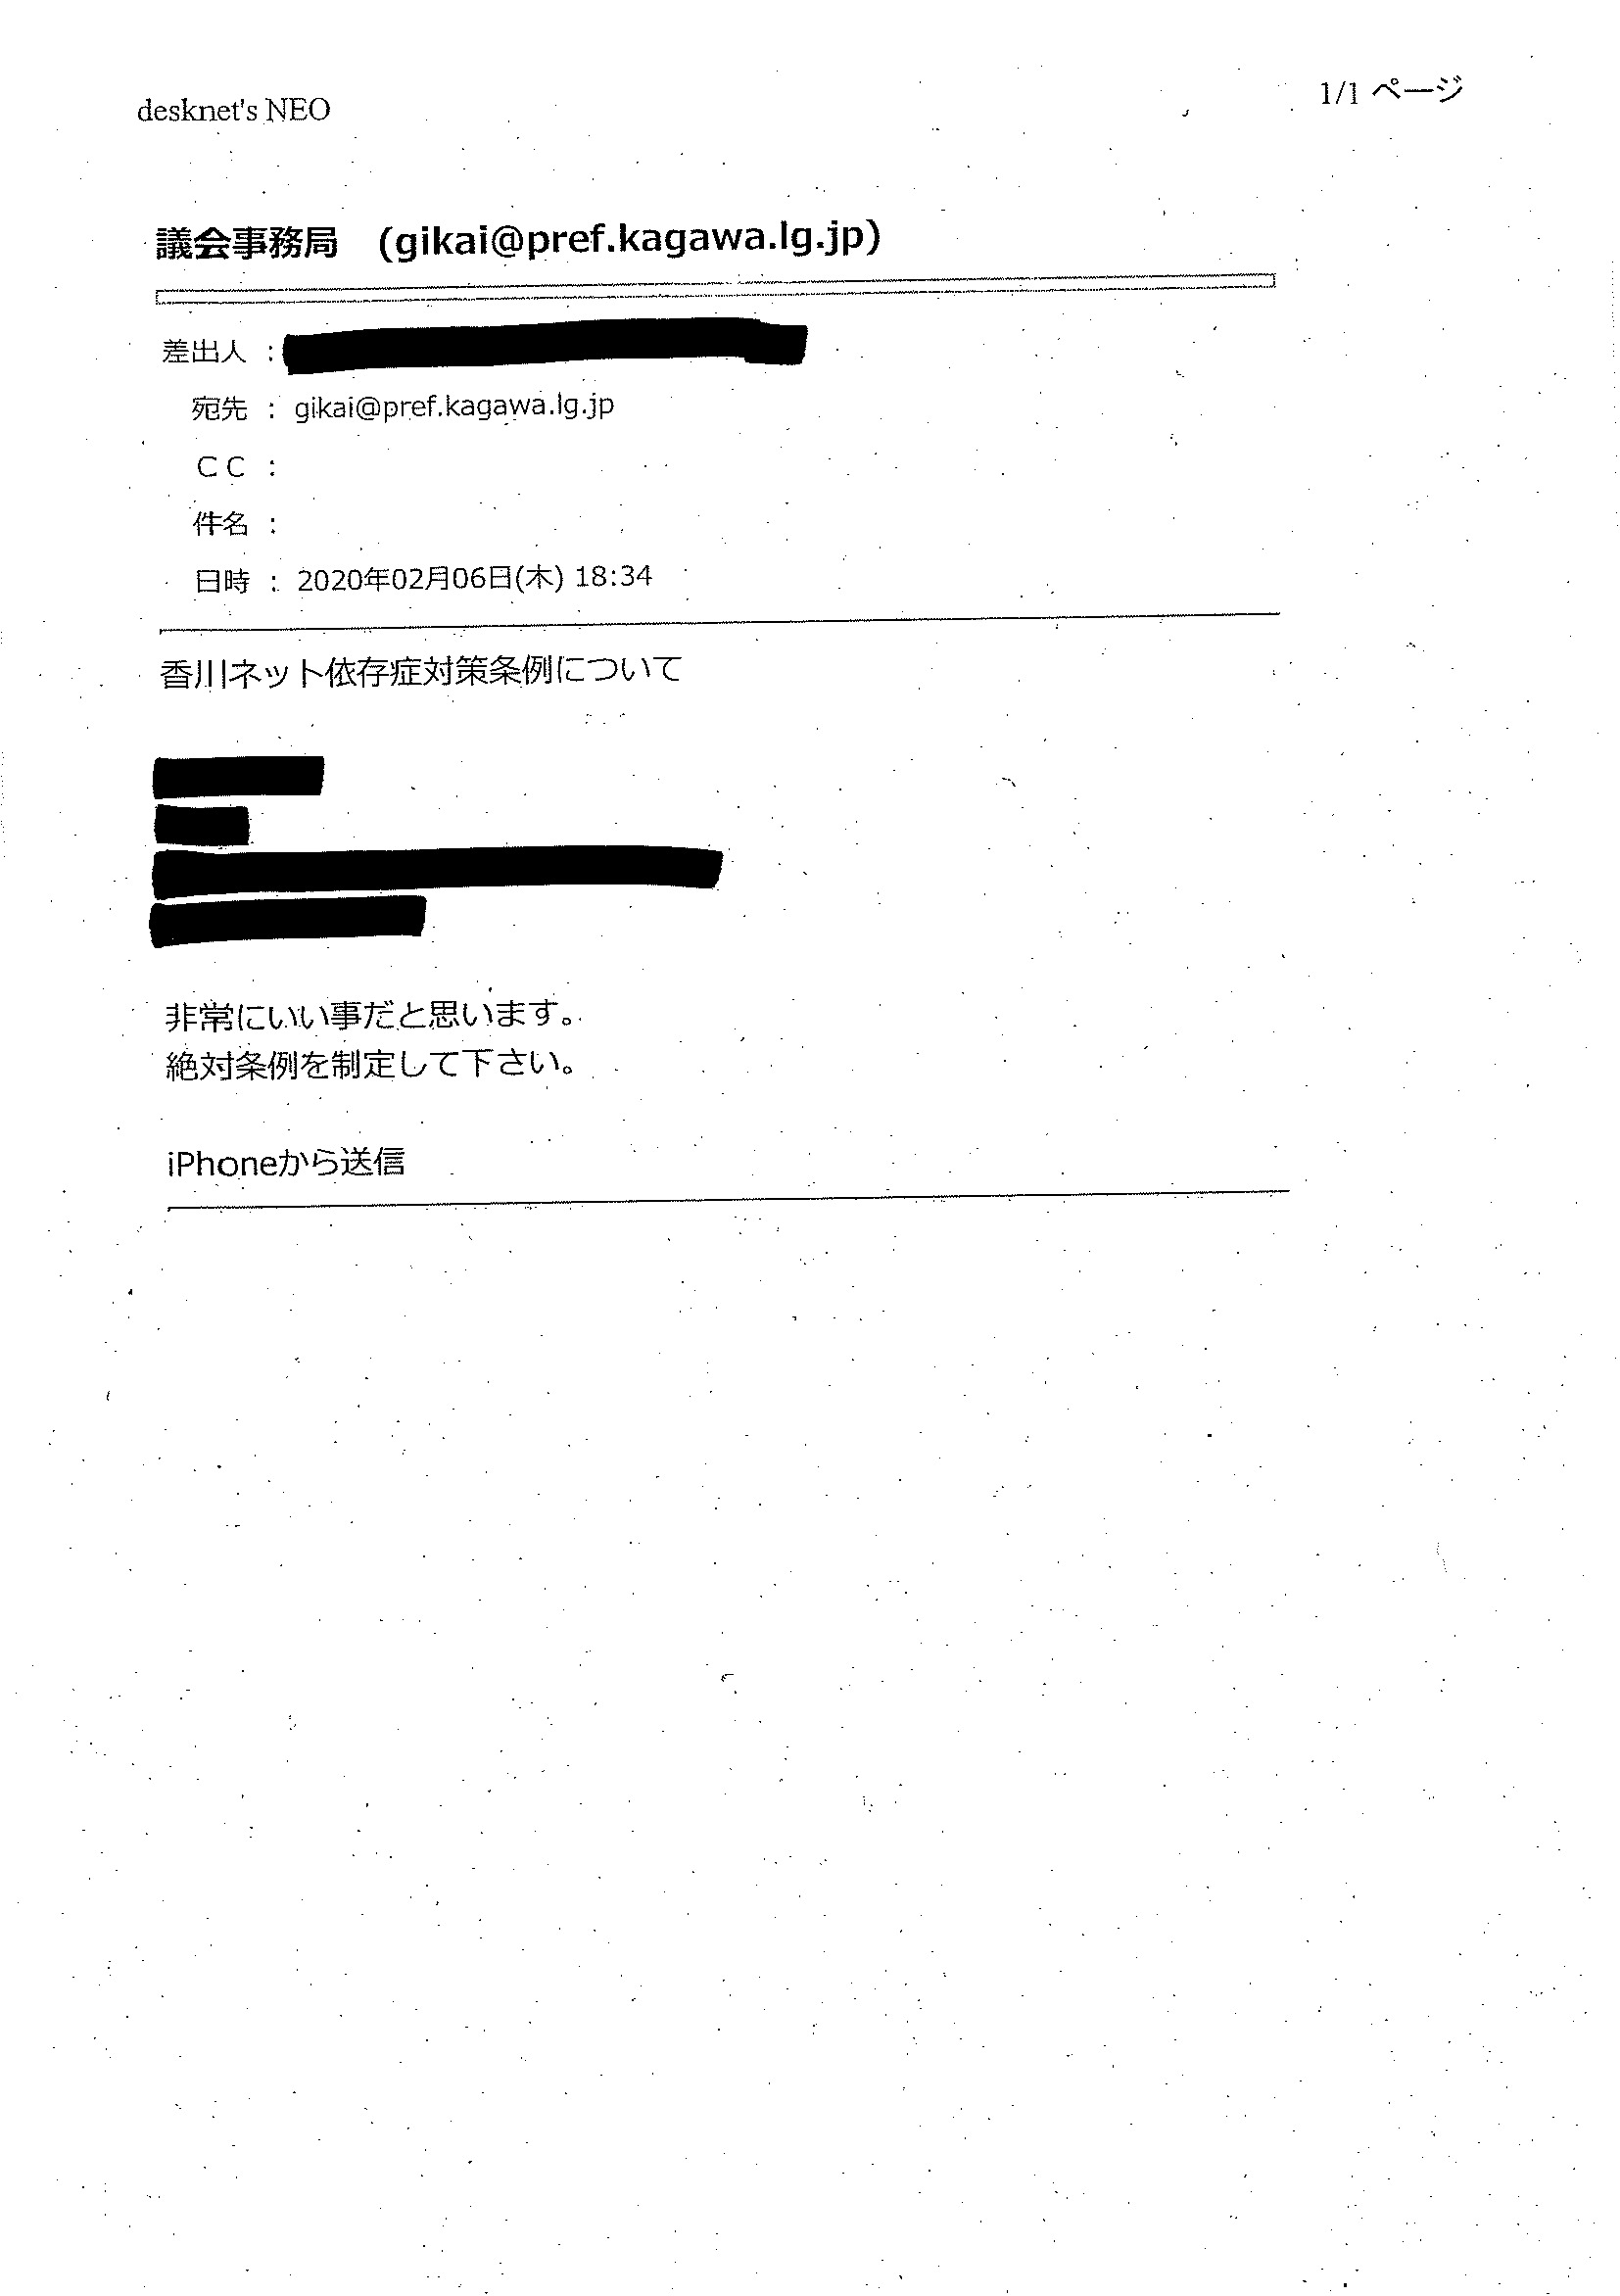 desknet's NEO
1/1 ページ
議会事務局 (gikai@pref.kagawa.lg.jp)
差出人 :
宛先 : gikai@pref.kagawa.lg.jp
CC :
件名 :
日時 : 2020年02月06日(木) 18:34
香川ネット依存症対策条例について
非常にいい事だと思います。
絶対条例を制定して下さい。
iPhoneから送信